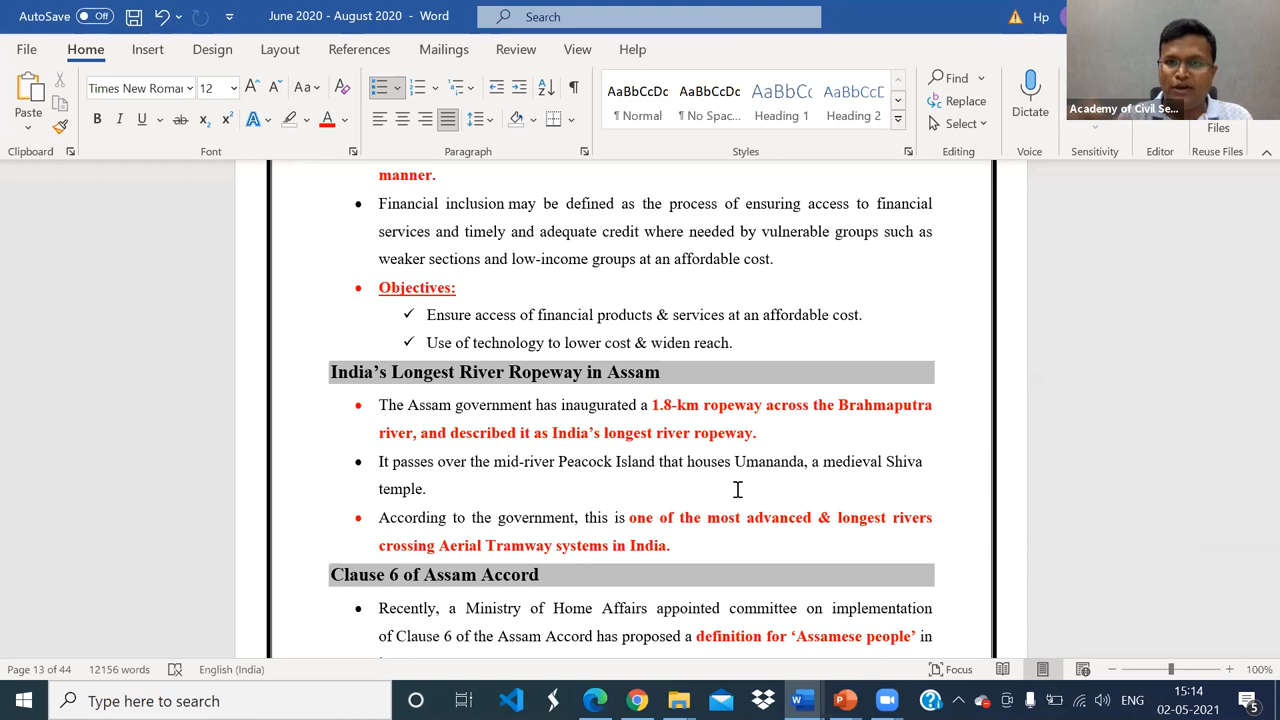 AutoSave Off June 2020 - August 2020 - Word Search Hp
File Home Insert Design Layout References Mailings Review View Help
Paste
Times New Roma 12 Aa
AaBbCcDc AaBbCcDc AaBbCc AaBbCcD
¶ Normal ¶ No Spac... Heading 1 Heading 2
Find
Replace
Select
Dictate
Academy of Civil Se...
Files
Clipboard Font Paragraph Styles Editing Voice Sensitivity Editor Reuse Files
manner.
• Financial inclusion may be defined as the process of ensuring access to financial
services and timely and adequate credit where needed by vulnerable groups such as
weaker sections and low-income groups at an affordable cost.
• Objectives:
✓ Ensure access of financial products & services at an affordable cost.
✓ Use of technology to lower cost & widen reach.
India’s Longest River Ropeway in Assam
• The Assam government has inaugurated a 1.8-km ropeway across the Brahmaputra
river, and described it as India’s longest river ropeway.
• It passes over the mid-river Peacock Island that houses Umananda, a medieval Shiva
temple.
• According to the government, this is one of the most advanced & longest rivers
crossing Aerial Tramway systems in India.
Clause 6 of Assam Accord
• Recently, a Ministry of Home Affairs appointed committee on implementation
of Clause 6 of the Assam Accord has proposed a definition for ‘Assamese people’ in
Page 13 of 44 12156 words English (India) Focus 100%
Type here to search ENG 15:14
02-05-2021 5